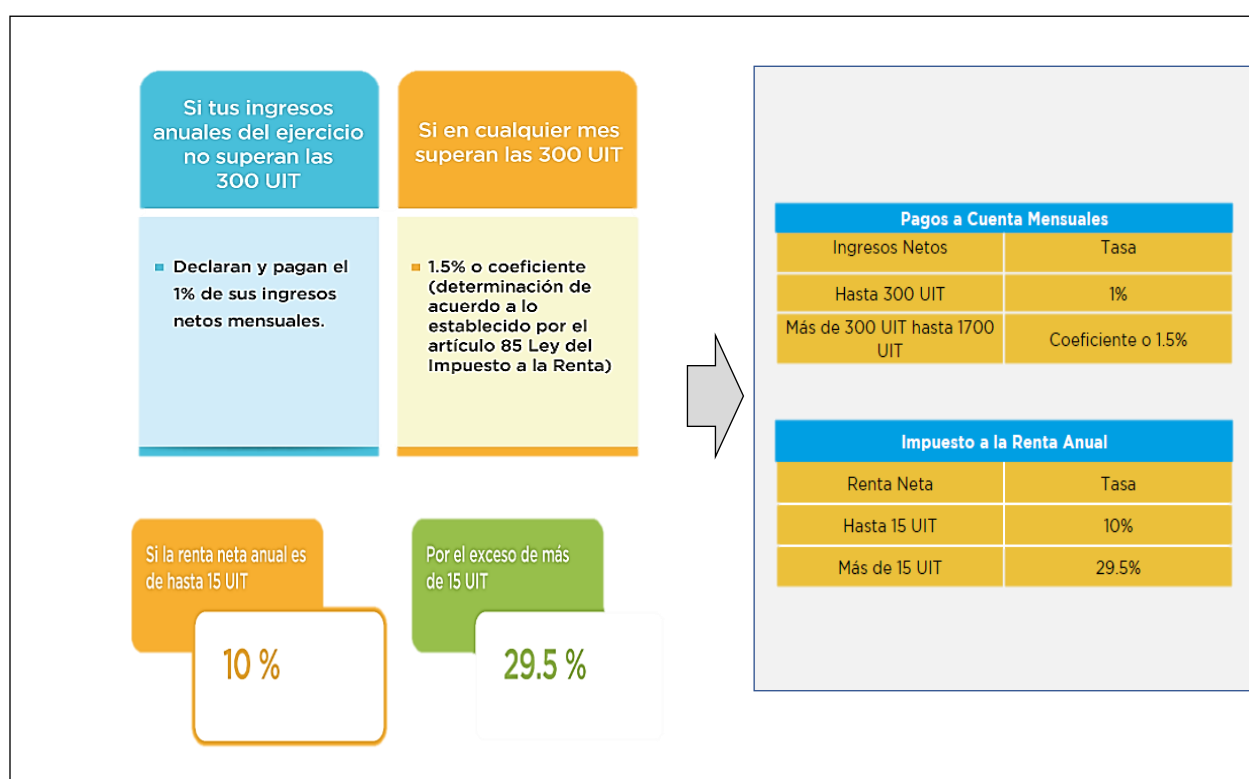 Si tus ingresos
anuales del ejercicio
no superan las
300 UIT
Si en cualquier mes
superan las 300 UIT
Declaran y pagan el
1% de sus ingresos
netos mensuales.
1.5% o coeficiente
(determinación de
acuerdo a lo
establecido por el
artículo 85 Ley del
Impuesto a la Renta)
Si la renta neta anual es
de hasta 15 UIT
10 %
Por el exceso de más
de 15 UIT
29.5 %
Pagos a Cuenta Mensuales
Ingresos Netos Tasa
Hasta 300 UIT 1%
Más de 300 UIT hasta 1700
UIT Coeficiente o 1.5%
Impuesto a la Renta Anual
Renta Neta Tasa
Hasta 15 UIT 10%
Más de 15 UIT 29.5%